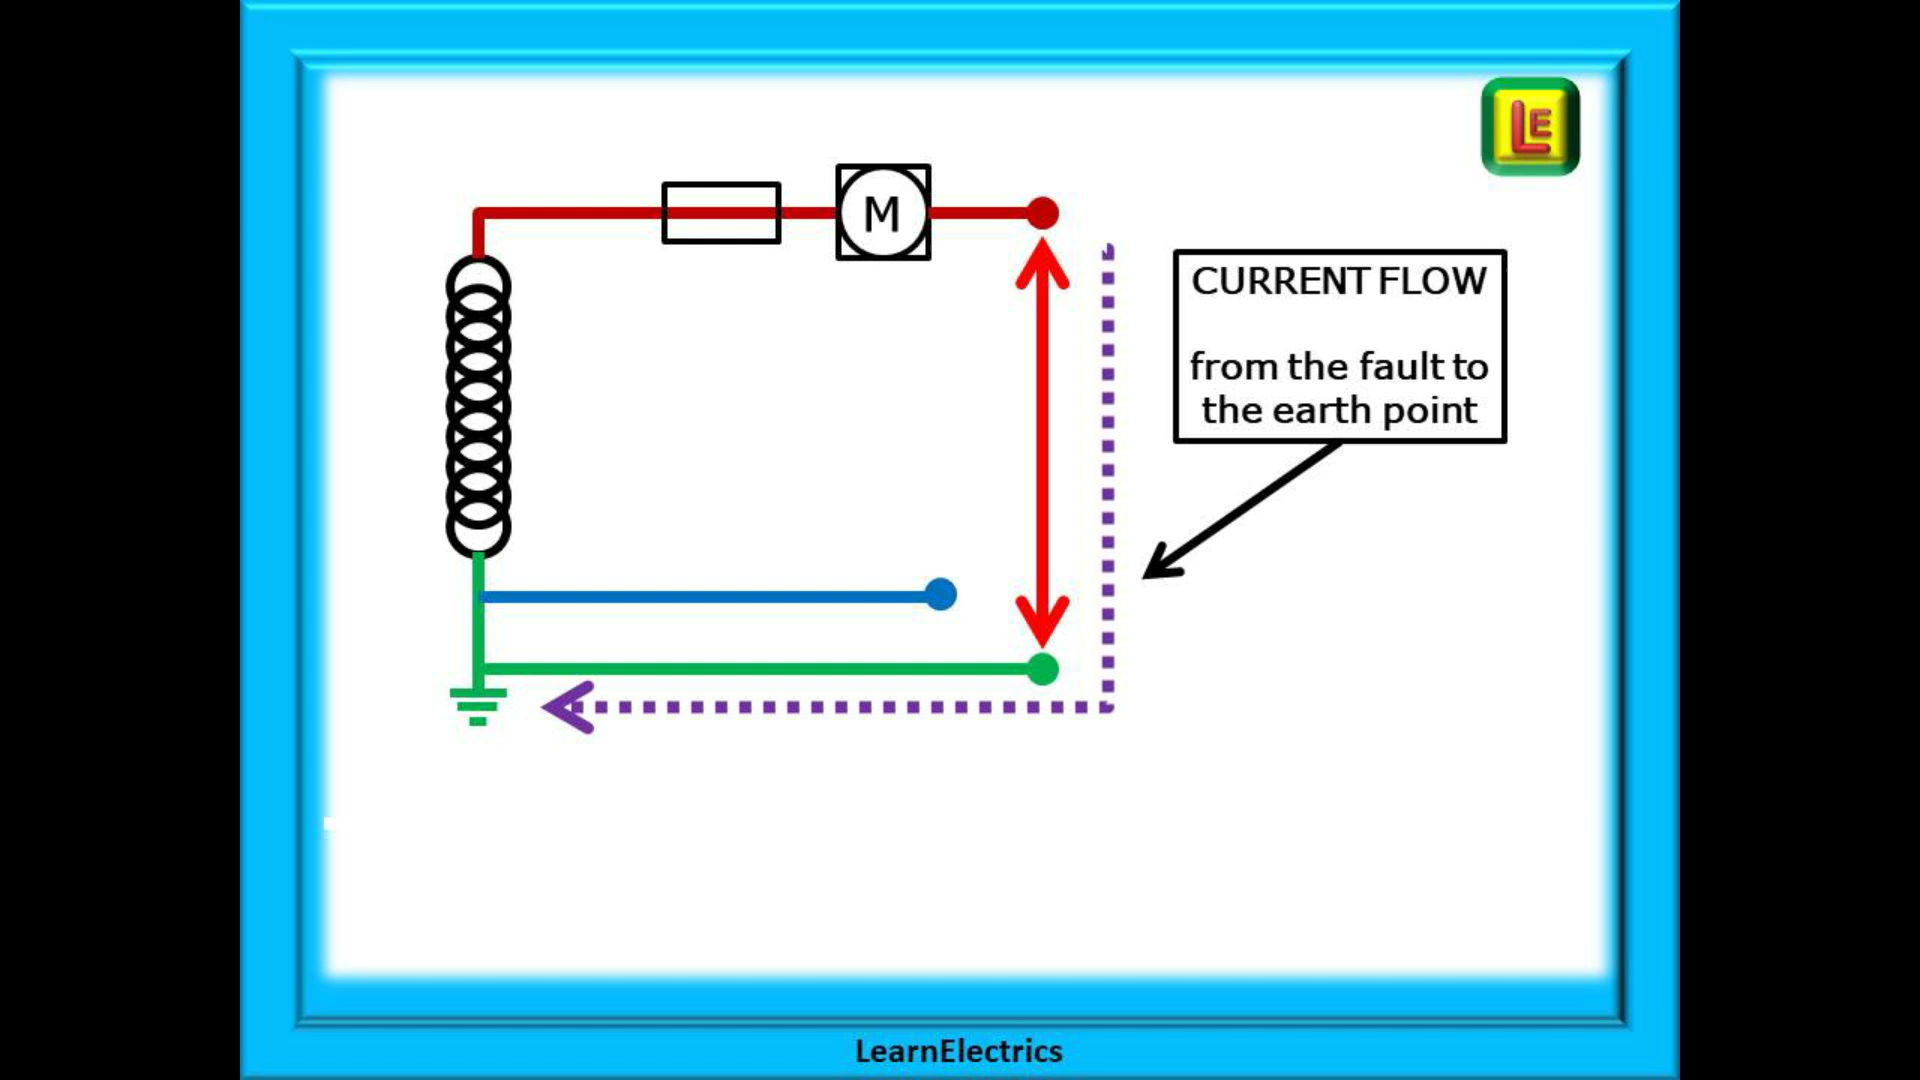 LE
M
CURRENT FLOW
from the fault to
the earth point
LearnElectrics